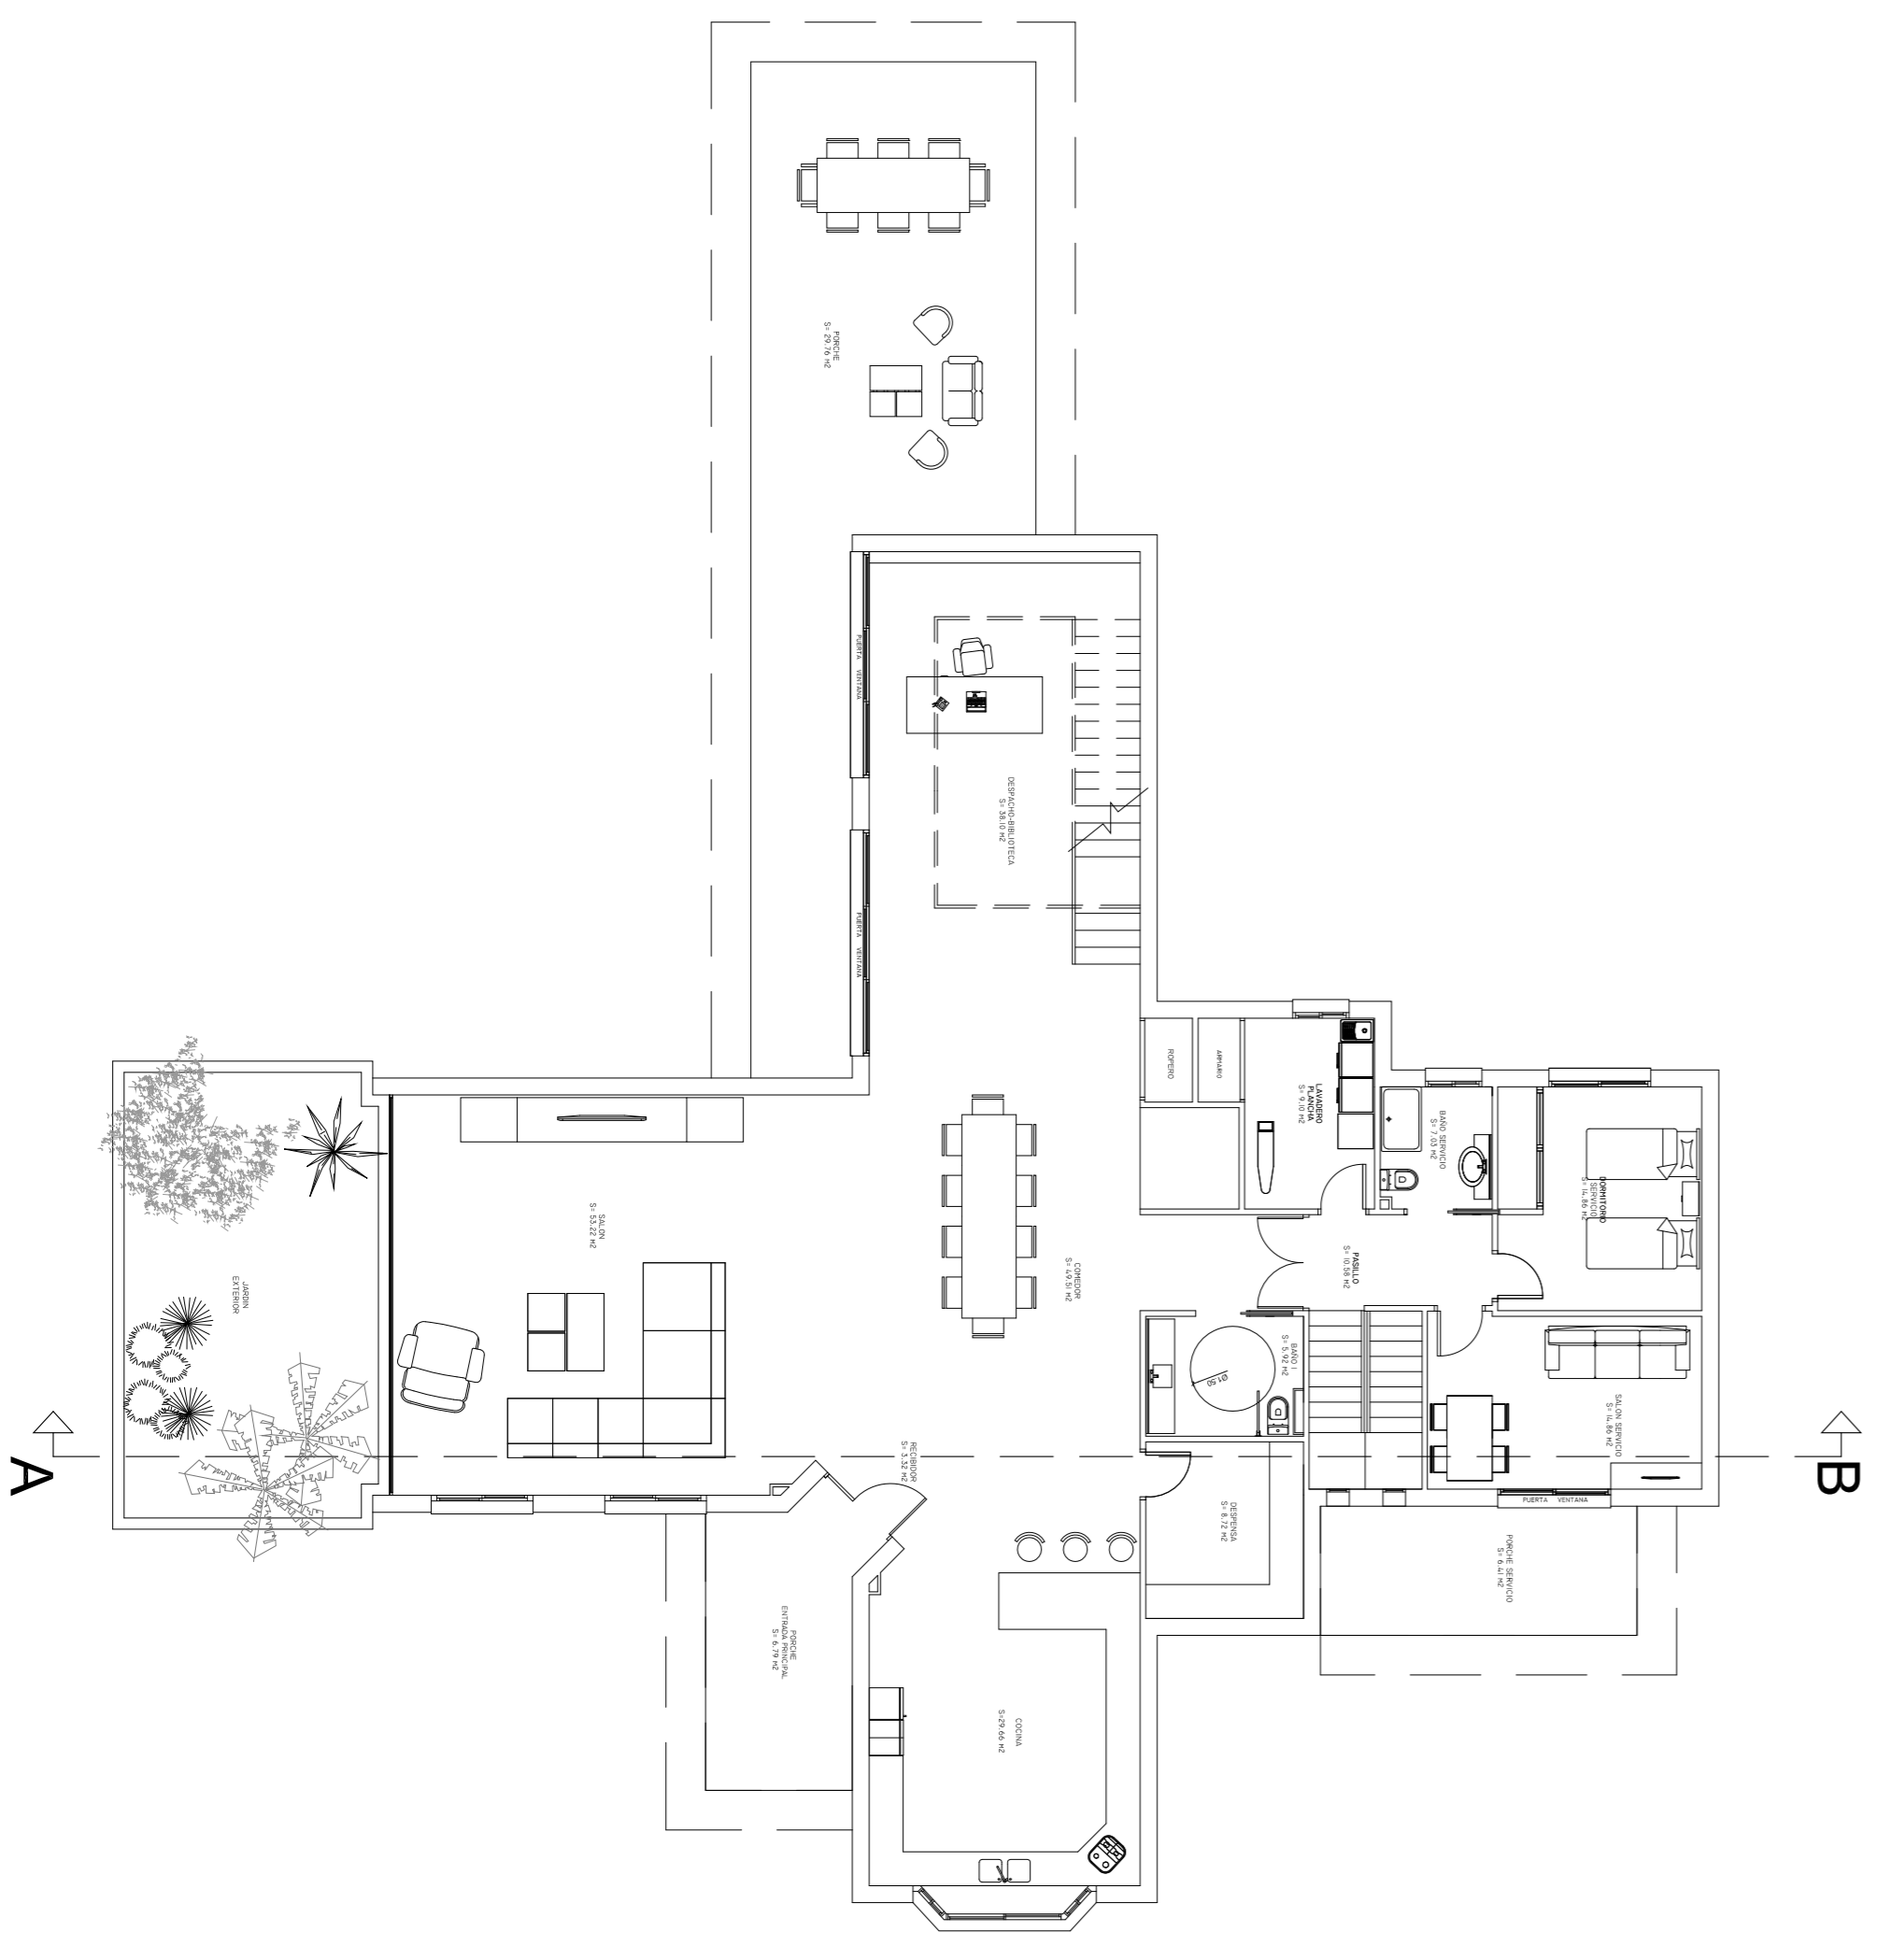 PORCHE
S= 29.76 M2
PUERTA VENTANA
DESPACHO-BIBLIOTECA
S= 38.10 M2
PUERTA VENTANA
ROPERO
ARMARIO
LAVADERO
PLANCHA
S= 9.10 M2
BAÑO SERVICIO
S= 7.03 M2
DORMITORIO
SERVICIO
S= 14.86 M2
SALON
S= 53.22 M2
COMEDOR
S= 49.51 M2
PASILLO
S= 10.58 M2
JARDIN
EXTERIOR
BAÑO 1
S= 5.92 M2
Ø1.50
SALON SERVICIO
S= 14.86 M2
RECIBIDOR
S= 3.32 M2
A
B
DESPENSA
S= 8.72 M2
PUERTA VENTANA
PORCHE SERVICIO
S= 6.41 M2
PORCHE
ENTRADA PRINCIPAL
S= 6.79 M2
COCINA
S=29.66 M2